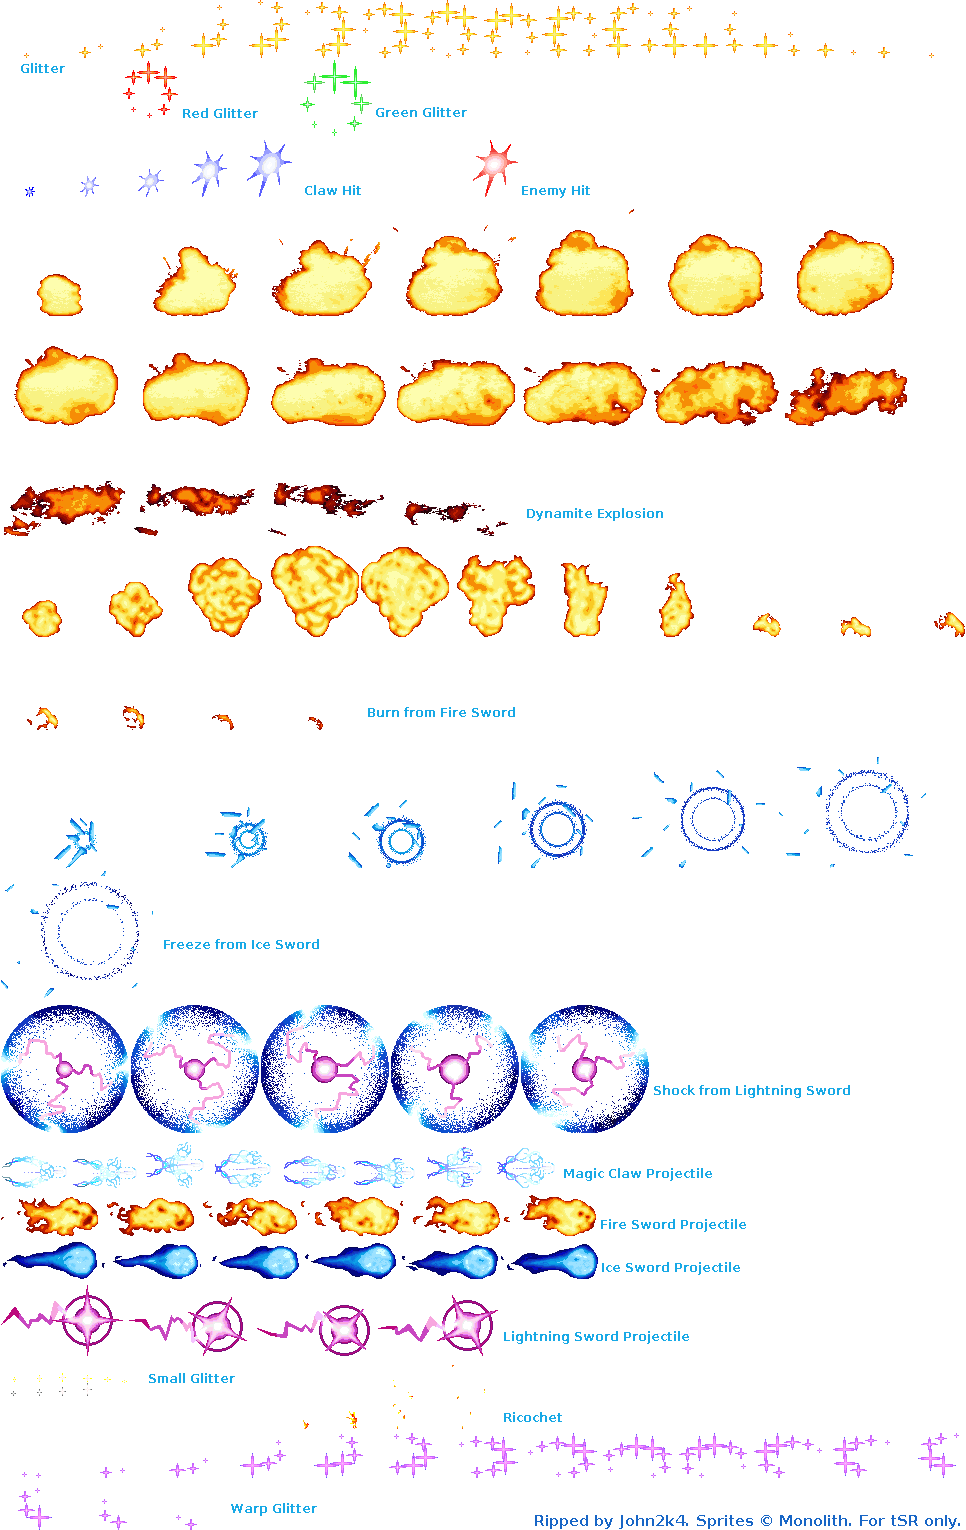 Glitter
Red Glitter
Green Glitter
Claw Hit
Enemy Hit
Dynamite Explosion
Burn from Fire Sword
Freeze from Ice Sword
Shock from Lightning Sword
Magic Claw Projectile
Fire Sword Projectile
Ice Sword Projectile
Lightning Sword Projectile
Small Glitter
Ricochet
Warp Glitter
Ripped by John2k4. Sprites © Monolith. For tSR only.